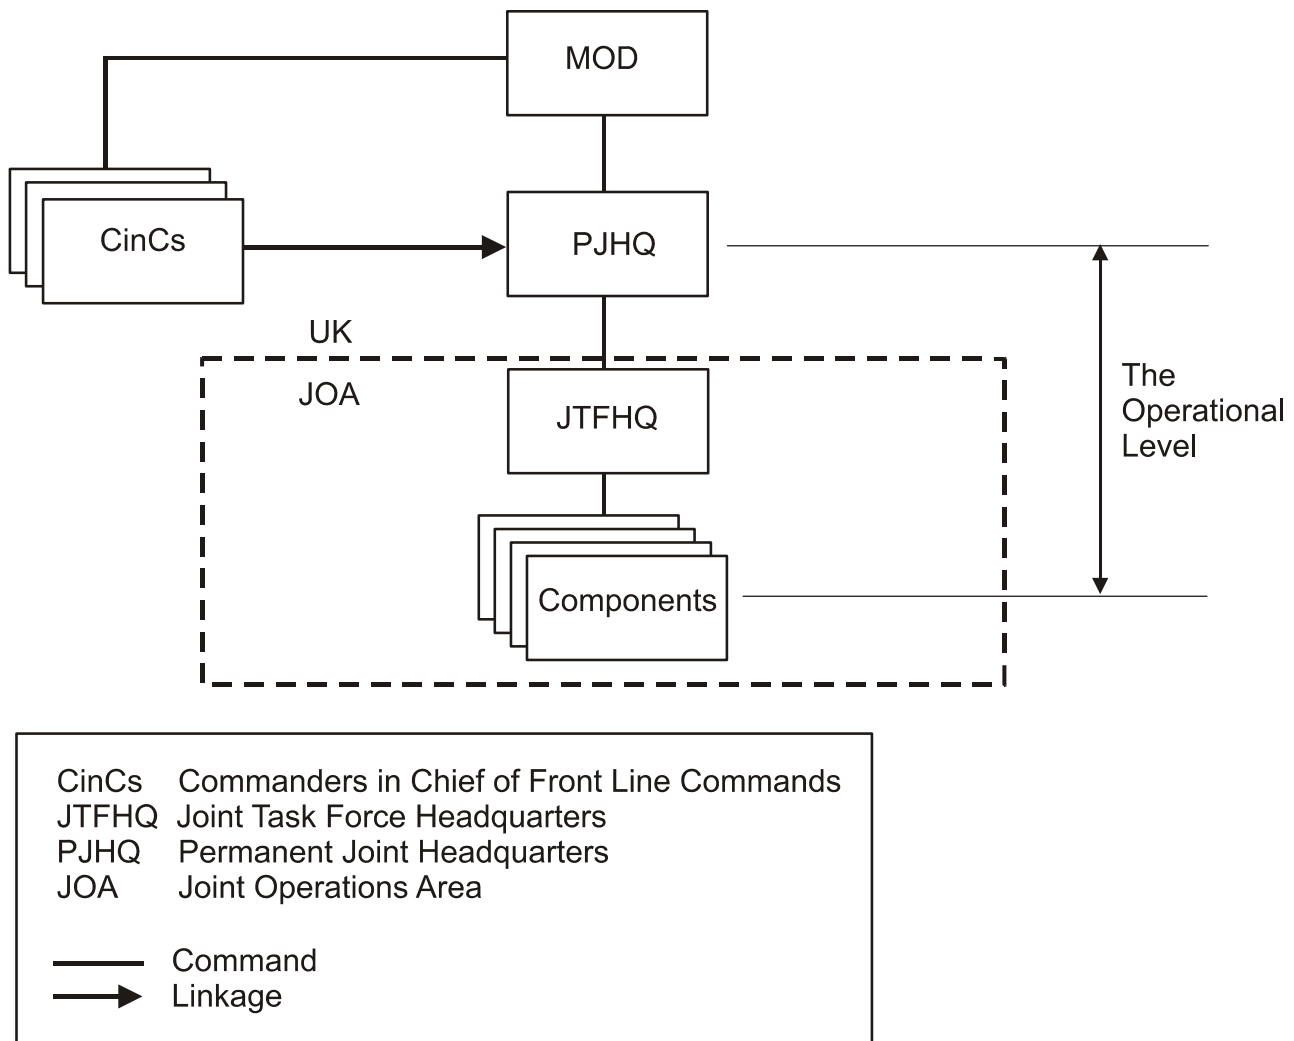 MOD
CinCs
PJHQ
UK
JOA
JTFHQ
The
Operational
Level
Components
CinCs Commanders in Chief of Front Line Commands
JTFHQ Joint Task Force Headquarters
PJHQ Permanent Joint Headquarters
JOA Joint Operations Area
Command
Linkage